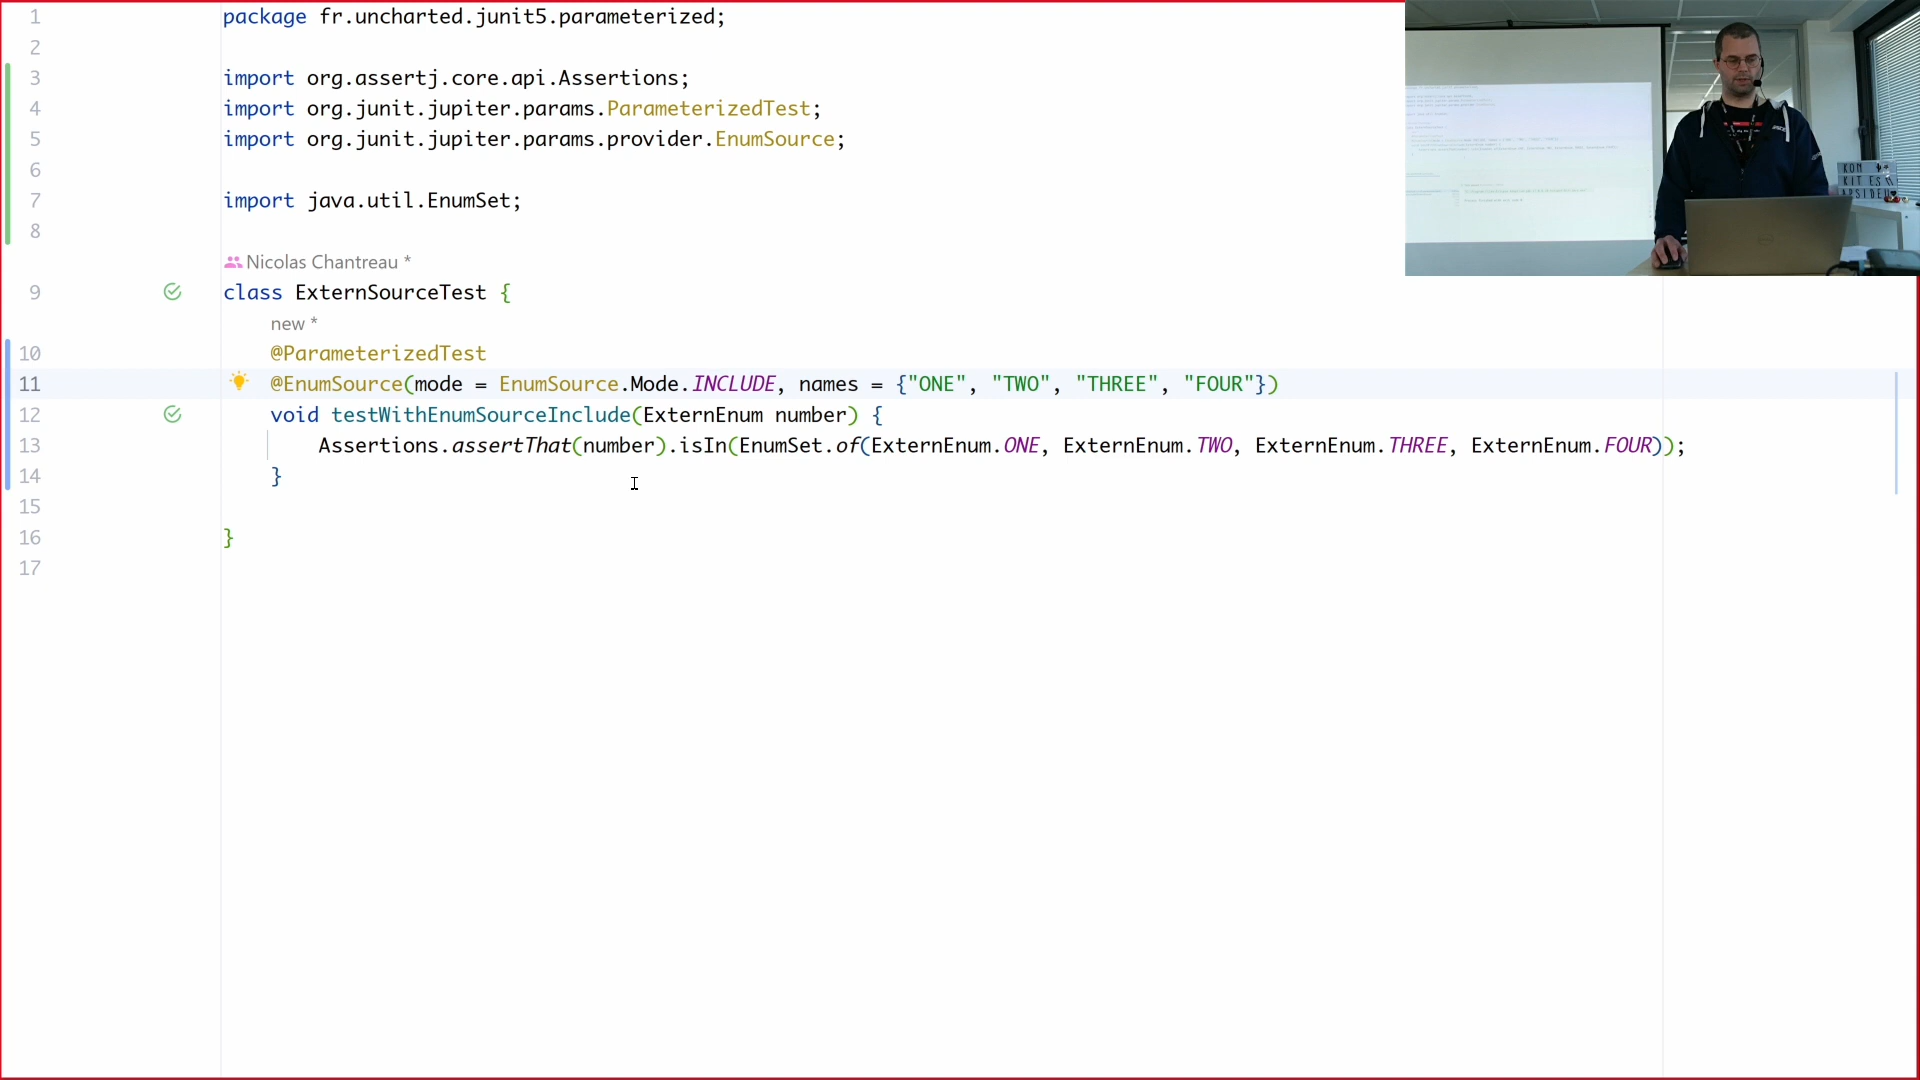 1 package fr.uncharted.junit5.parameterized;
2
3 import org.assertj.core.api.Assertions;
4 import org.junit.jupiter.params.ParameterizedTest;
5 import org.junit.jupiter.params.provider.EnumSource;
6
7 import java.util.EnumSet;
8
Nicolas Chantreau *
9 class ExternSourceTest {
new *
10 @ParameterizedTest
11 @EnumSource(mode = EnumSource.Mode.INCLUDE, names = {"ONE", "TWO", "THREE", "FOUR"})
12 void testWithEnumSourceInclude(ExternEnum number) {
13 Assertions.assertThat(number).isIn(EnumSet.of(ExternEnum.ONE, ExternEnum.TWO, ExternEnum.THREE, ExternEnum.FOUR));
14 }
15
16 }
17
KON
KIT ES
APSIDEU